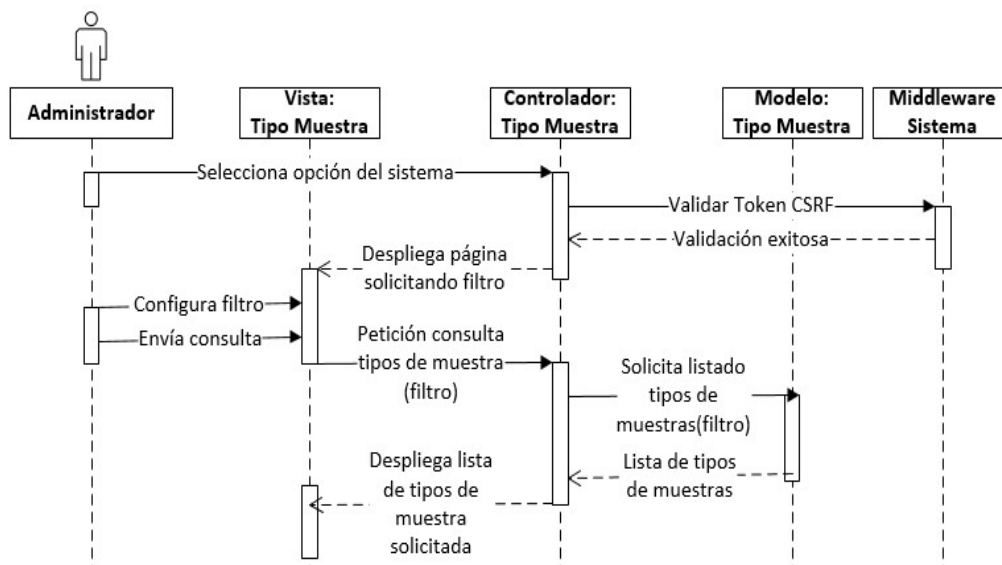 Administrador
Vista:
Tipo Muestra
Controlador:
Tipo Muestra
Modelo:
Tipo Muestra
Middleware
Sistema
Selecciona opción del sistema
Validar Token CSRF
Validación exitosa
Despliega página
solicitando filtro
Configura filtro
Envía consulta
Petición consulta
tipos de muestra
(filtro)
Solicita listado
tipos de
muestras(filtro)
Lista de tipos
de muestras
Despliega lista
de tipos de
muestra
solicitada